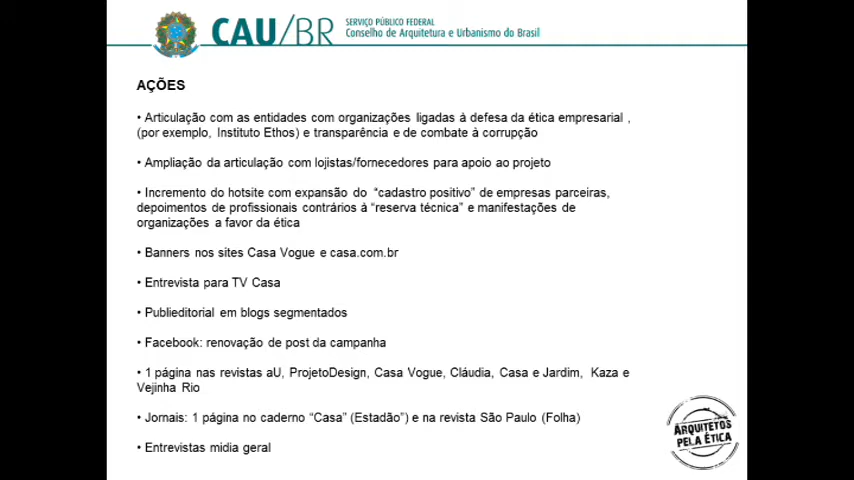 CAU/BR
SERVIÇO PÚBLICO FEDERAL
Conselho de Arquitetura e Urbanismo do Brasil
AÇÕES
• Articulação com as entidades com organizações ligadas à defesa da ética empresarial ,
(por exemplo, Instituto Ethos) e transparência e de combate à corrupção
• Ampliação da articulação com lojistas/fornecedores para apoio ao projeto
• Incremento do hotsite com expansão do “cadastro positivo” de empresas parceiras,
depoimentos de profissionais contrários à “reserva técnica” e manifestações de
organizações a favor da ética
• Banners nos sites Casa Vogue e casa.com.br
• Entrevista para TV Casa
• Publieditorial em blogs segmentados
• Facebook: renovação de post da campanha
• 1 página nas revistas aU, ProjetoDesign, Casa Vogue, Cláudia, Casa e Jardim, Kaza e
Vejinha Rio
• Jornais: 1 página no caderno “Casa” (Estadão”) e na revista São Paulo (Folha)
• Entrevistas midia geral
ARQUITETOS
PELA ÉTICA